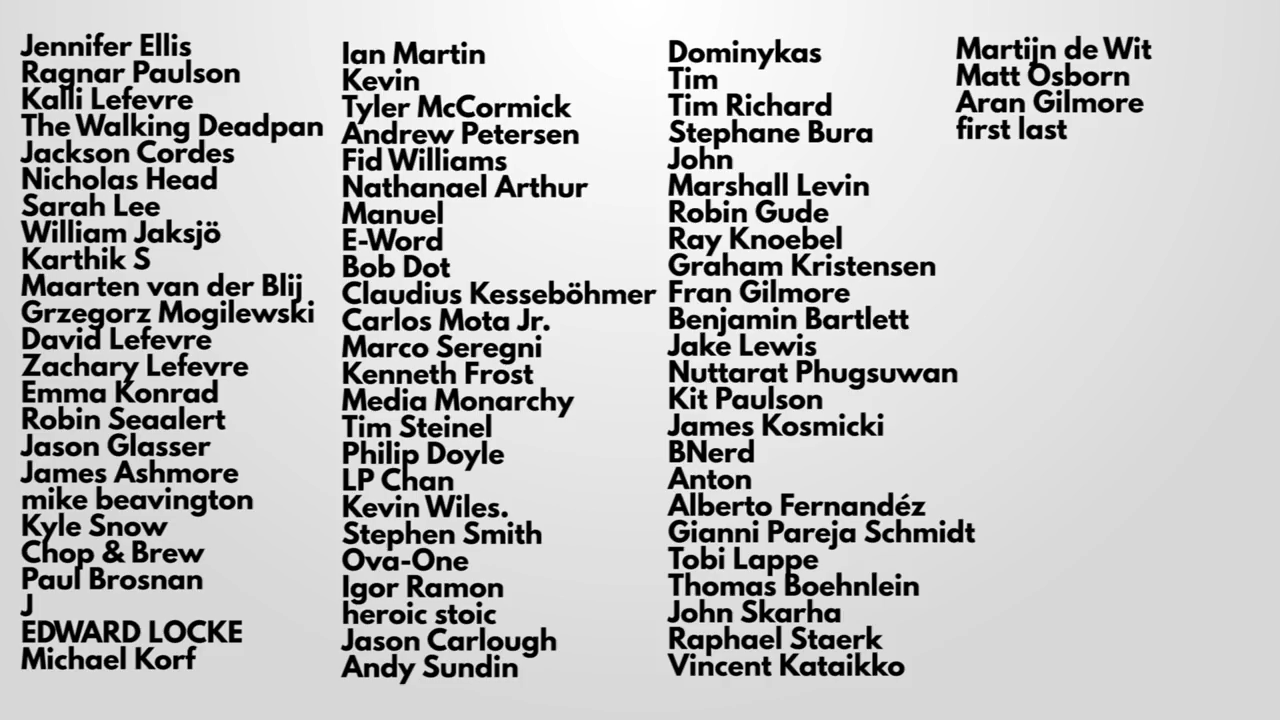 Jennifer Ellis
Ragnar Paulson
Kalli Lefevre
The Walking Deadpan
Jackson Cordes
Nicholas Head
Sarah Lee
William Jaksjö
Karthik S
Maarten van der Blij
Grzegorz Mogilewski
David Lefevre
Zachary Lefevre
Emma Konrad
Robin Seaalert
Jason Glasser
James Ashmore
mike beavington
Kyle Snow
Chop & Brew
Paul Brosnan
J
EDWARD LOCKE
Michael Korf
Ian Martin
Kevin
Tyler McCormick
Andrew Petersen
Fid Williams
Nathanael Arthur
Manuel
E-Word
Bob Dot
Claudius Kesseböhmer
Carlos Mota Jr.
Marco Seregni
Kenneth Frost
Media Monarchy
Tim Steinel
Philip Doyle
LP Chan
Kevin Wiles.
Stephen Smith
Ova-One
Igor Ramon
heroic stoic
Jason Carlough
Andy Sundin
Dominykas
Tim
Tim Richard
Stephane Bura
John
Marshall Levin
Robin Gude
Ray Knoebel
Graham Kristensen
Fran Gilmore
Benjamin Bartlett
Jake Lewis
Nuttarat Phugsuwan
Kit Paulson
James Kosmicki
BNerd
Anton
Alberto Fernandéz
Gianni Pareja Schmidt
Tobi Lappe
Thomas Boehnlein
John Skarha
Raphael Staerk
Vincent Kataikko
Martijn de Wit
Matt Osborn
Aran Gilmore
first last